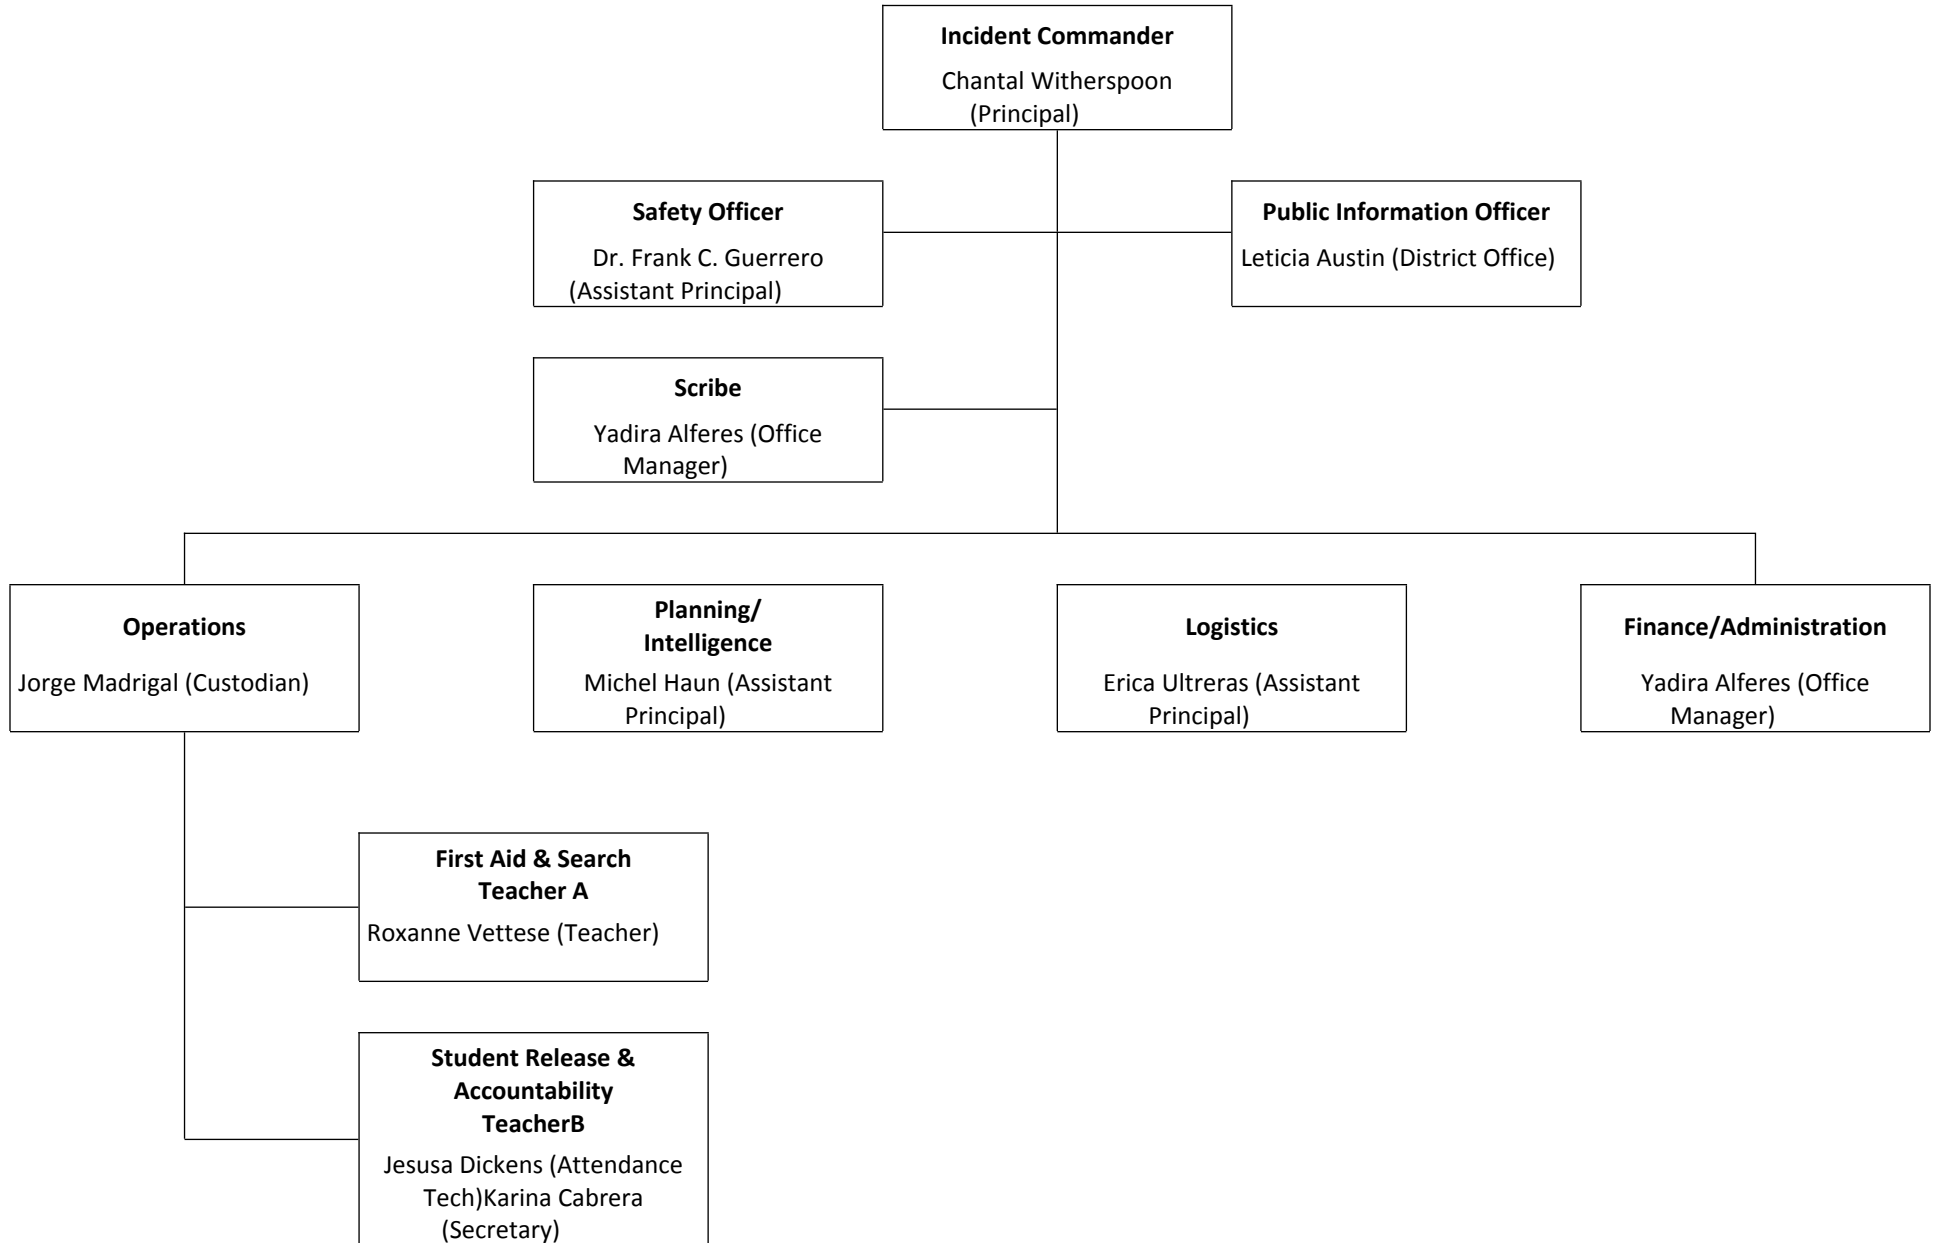 Incident Commander
Chantal Witherspoon
(Principal)
Safety Officer
Dr. Frank C. Guerrero
(Assistant Principal)
Public Information Officer
Leticia Austin (District Office)
Scribe
Yadira Alferes (Office
Manager)
Operations
Jorge Madrigal (Custodian)
Planning/
Intelligence
Michel Haun (Assistant
Principal)
Logistics
Erica Ultreras (Assistant
Principal)
Finance/Administration
Yadira Alferes (Office
Manager)
First Aid & Search
Teacher A
Roxanne Vettese (Teacher)
Student Release &
Accountability
TeacherB
Jesusa Dickens (Attendance
Tech)Karina Cabrera
(Secretary)